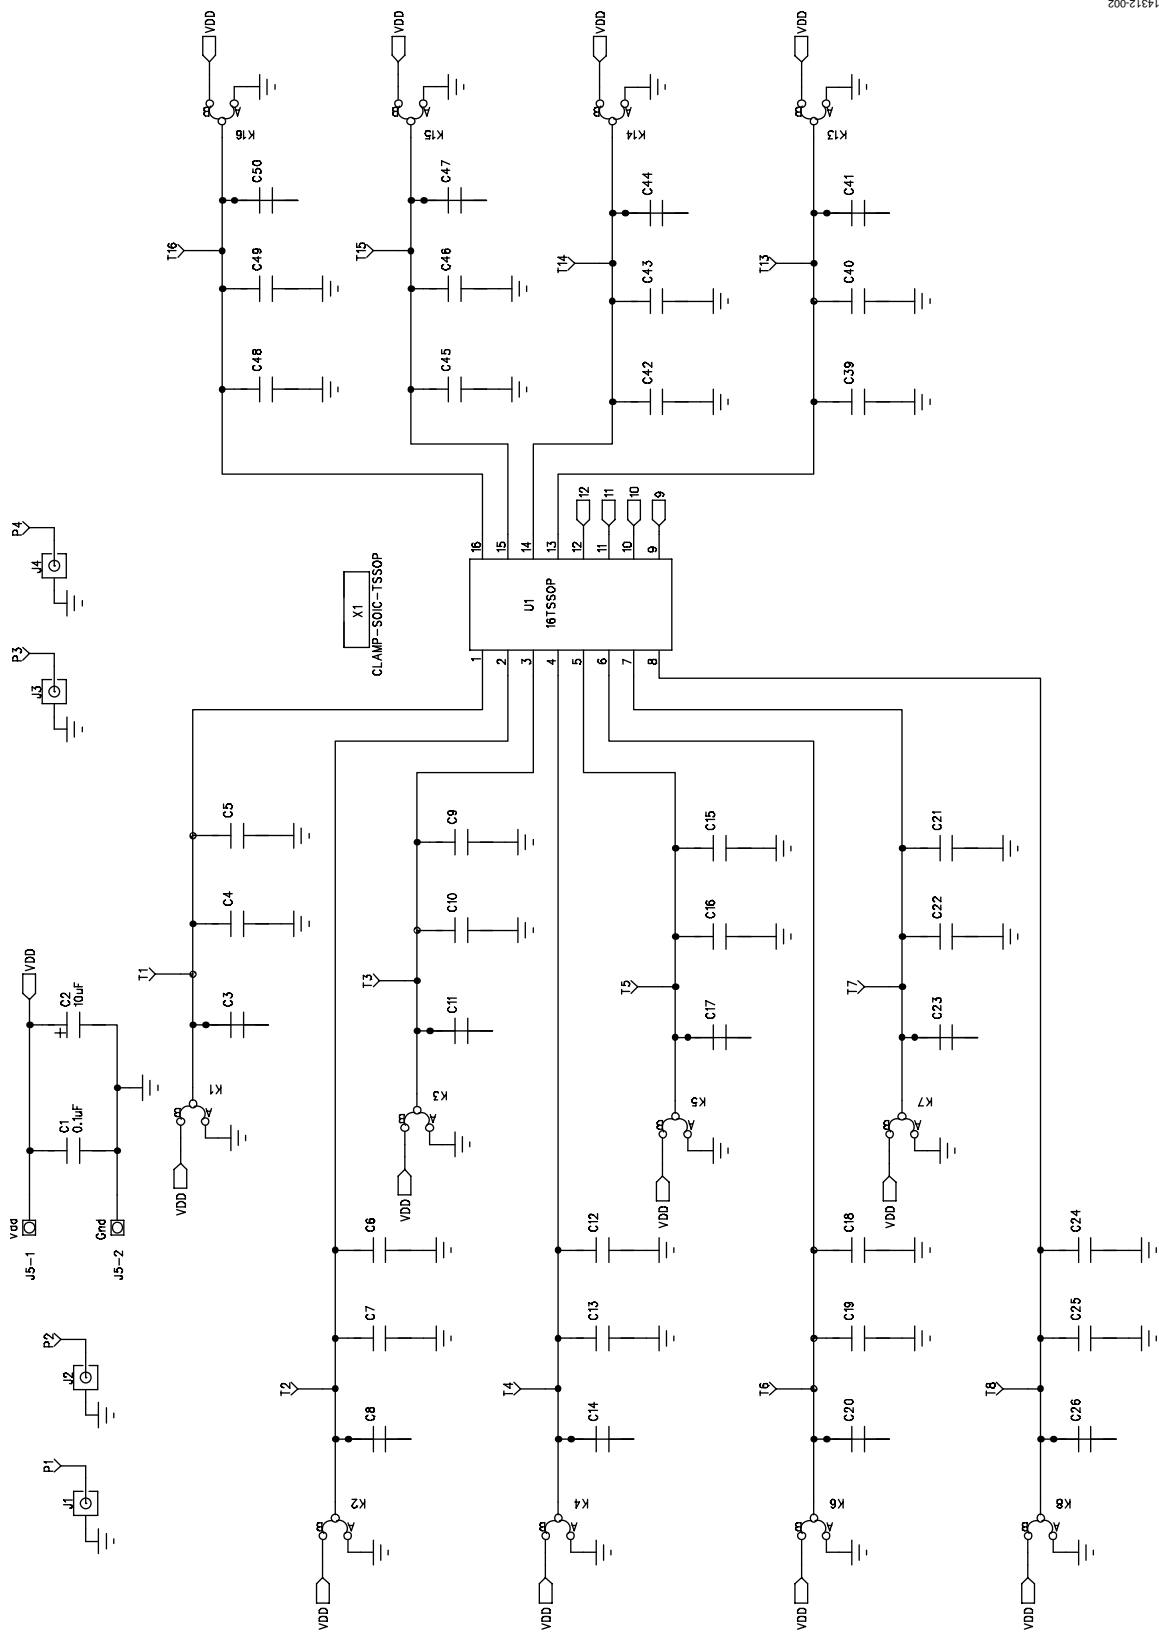 14312-002
VDD
VDD
VDD
VDD
B
A
K16
B
A
K15
B
A
K14
B
A
K13
C50
C47
C44
C41
T16
T15
T14
T13
C49
C46
C43
C40
C48
C45
C42
C39
P4
J4
P3
J3
X1
CLAMP-SOIC-TSSOP
16
15
14
13
12
11
10
9
12
11
10
9
U1
16TSSOP
1
2
3
4
5
6
7
8
C5
C4
T1
C3
K1
B
A
VDD
C9
C10
T3
C11
K3
B
A
VDD
C15
C16
T5
C17
K5
B
A
VDD
C21
C22
T7
C23
K7
B
A
VDD
VDD
C2
10uF
+
C1
0.1uF
Vdd
J5-1
Gnd
J5-2
P2
J2
P1
J1
C6
C7
T2
C8
K2
B
A
VDD
C12
C13
T4
C14
K4
B
A
VDD
C18
C19
T6
C20
K6
B
A
VDD
C24
C25
T8
C26
K8
B
A
VDD